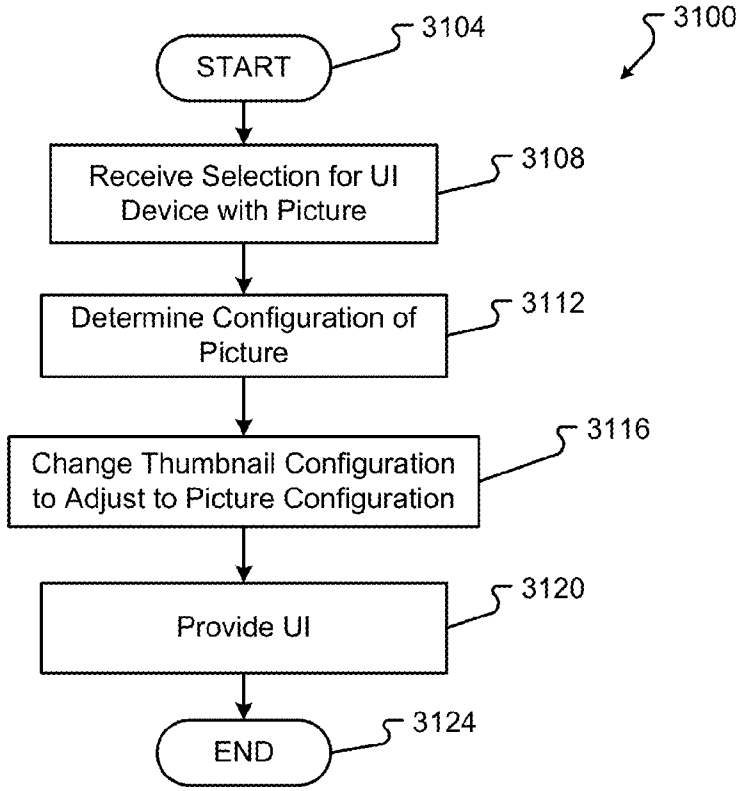 3104
3100
START
3108
Receive Selection for UI
Device with Picture
3112
Determine Configuration of
Picture
3116
Change Thumbnail Configuration
to Adjust to Picture Configuration
3120
Provide UI
3124
END